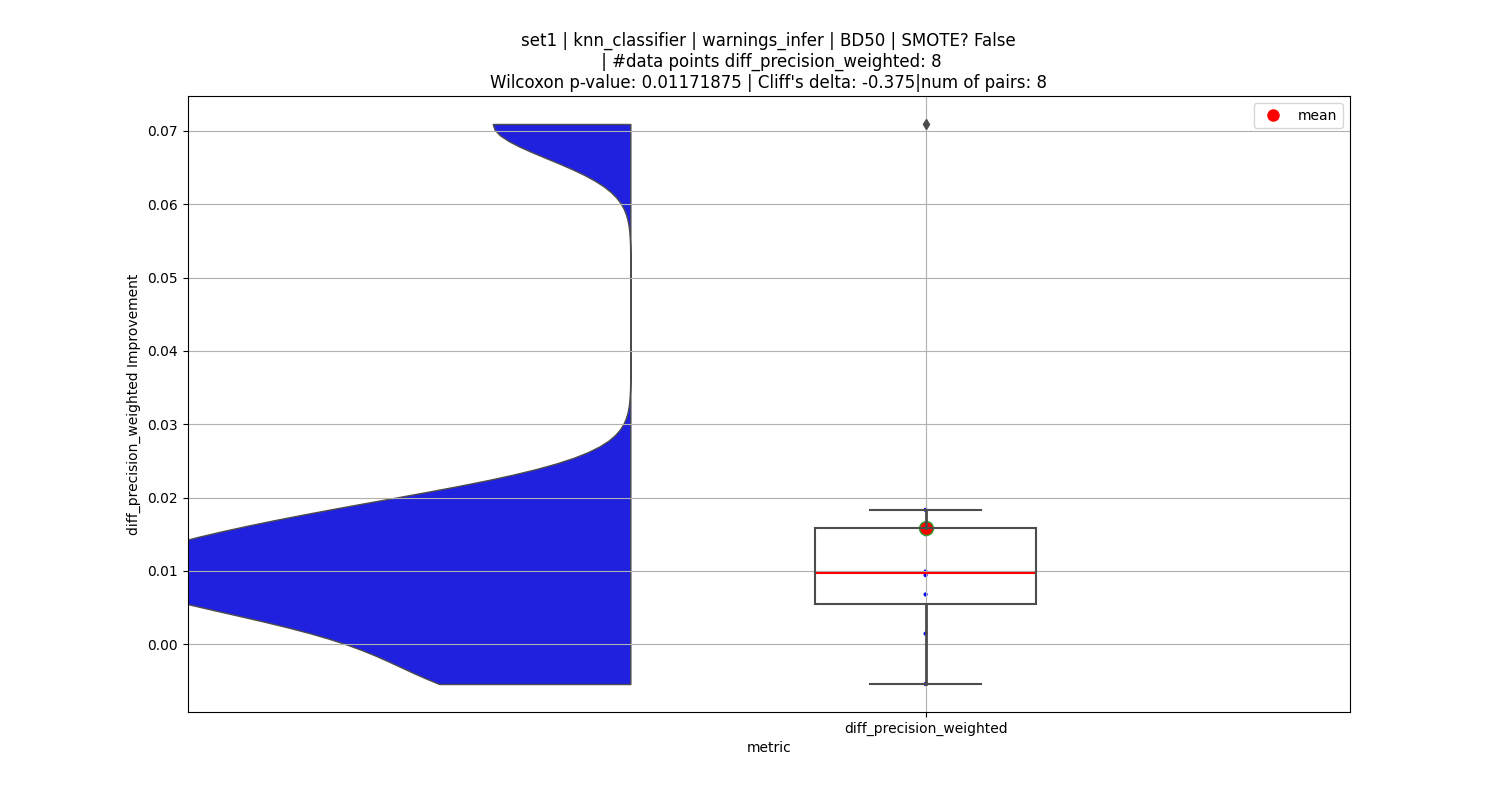 set1 | knn_classifier | warnings_infer | BD50 | SMOTE? False
| #data points diff_precision_weighted: 8
Wilcoxon p-value: 0.01171875 | Cliff's delta: -0.375|num of pairs: 8
mean
0.07
0.06
0.05
0.04
0.03
0.02
0.01
0.00
diff_precision_weighted Improvement
diff_precision_weighted
metric